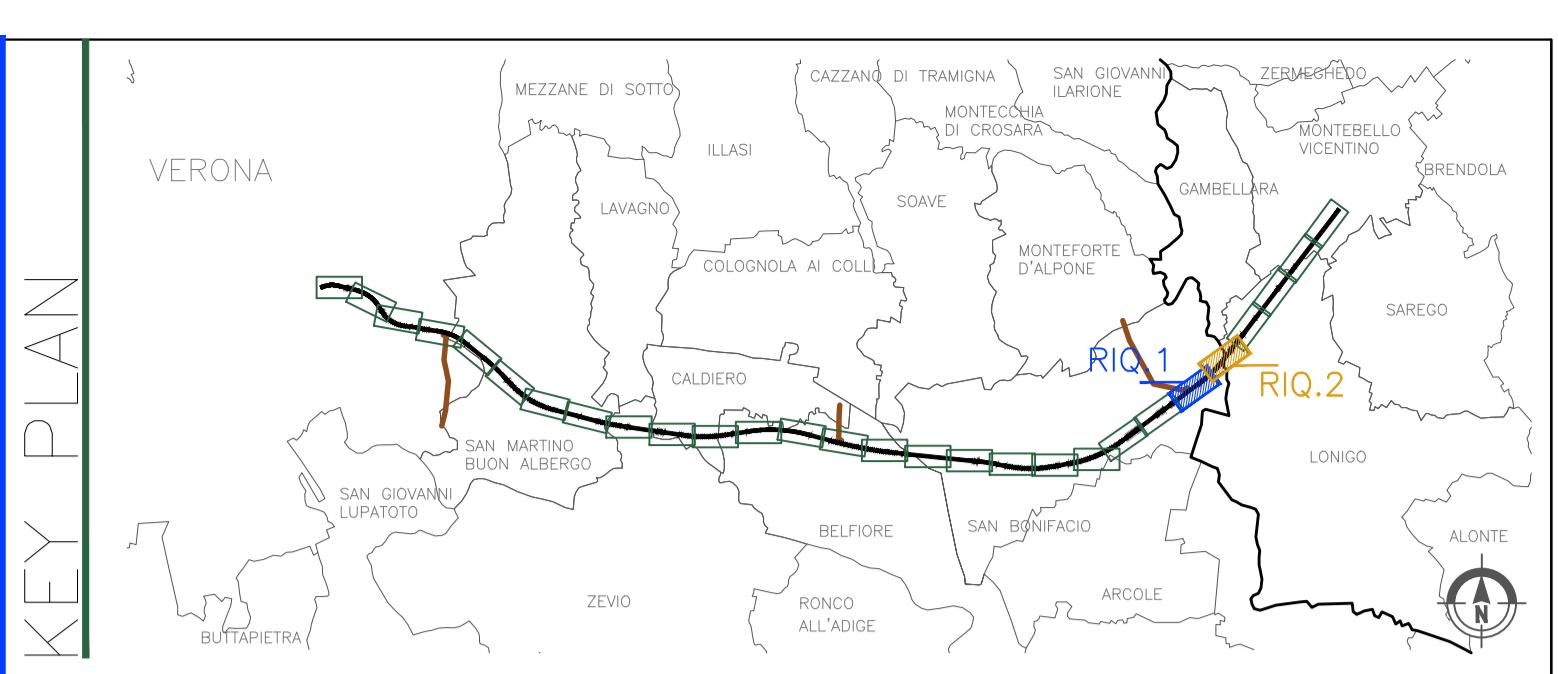 KEY PLAN
VERONA
MEZZANE DI SOTTO
CAZZANO DI TRAMIGNA
SAN GIOVANNI
ILARIONE
ZERMEGHEDO
MONTECCHIA
DI CROSARA
MONTEBELLO
VICENTINO
ILLASI
BRENDOLA
GAMBELLARA
LAVAGNO
SOAVE
MONTEFORTE
D'ALPONE
COLOGNOLA AI COLLI
SAREGO
RIQ.1
RIQ.2
CALDIERO
SAN MARTINO
BUON ALBERGO
LONIGO
SAN GIOVANNI
LUPATOTO
BELFIORE
SAN BONIFACIO
ALONTE
ZEVIO
RONCO
ALL'ADIGE
ARCOLE
N
BUTTAPIETRA